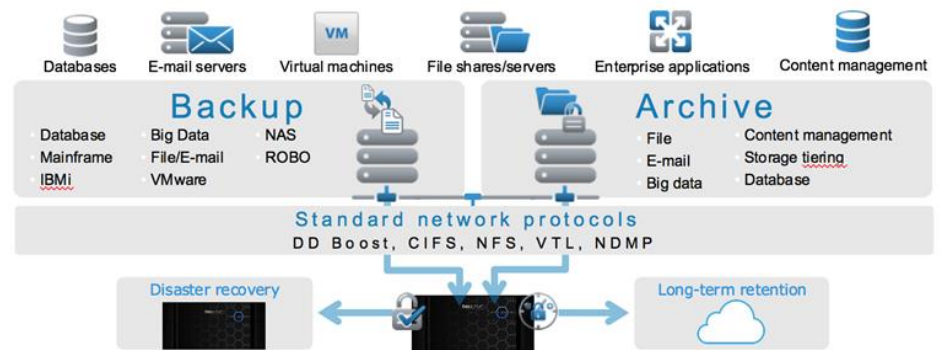 Databases
E-mail servers
Virtual machines
VM
File shares/servers
Enterprise applications
Content management
Backup
Database
Mainframe
IBMi
Big Data
File/E-mail
VMware
NAS
ROBO
Archive
File
E-mail
Big data
Content management
Storage tiering
Database
Standard network protocols
DD Boost, CIFS, NFS, VTL, NDMP
Disaster recovery
Long-term retention